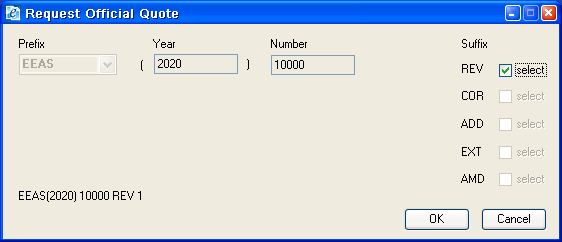 Request Official Quote
Prefix Year Number Suffix
EEAS ( 2020 ) 10000
REV select
COR select
ADD select
EXT select
AMD select
EEAS(2020) 10000 REV 1
OK Cancel